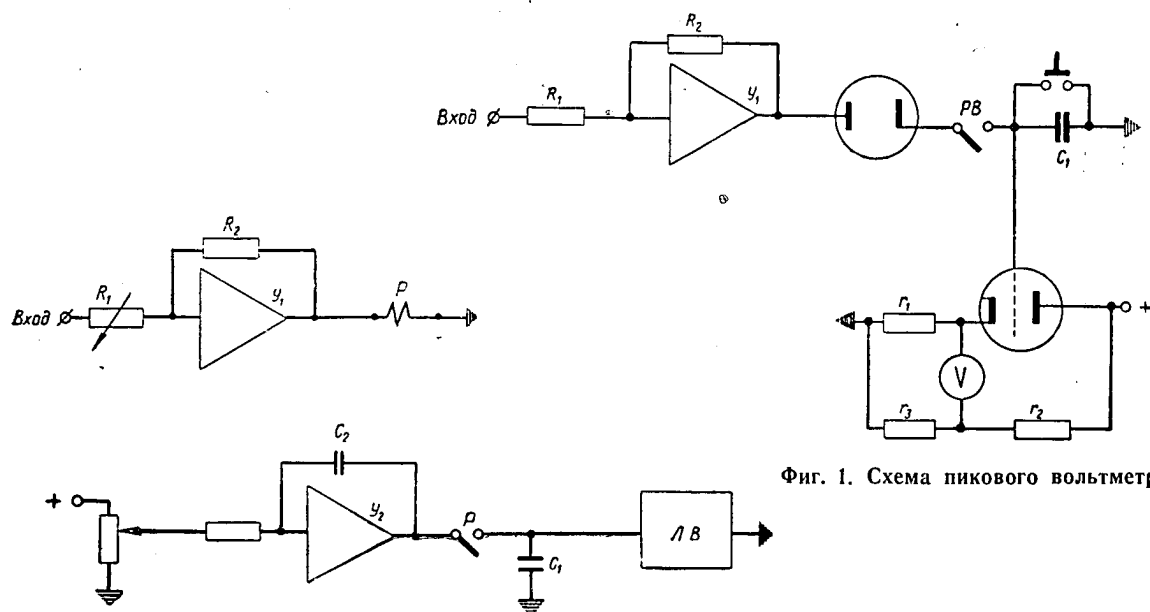 R₂
R₁
У₁
Вход
РВ
C₁
R₂
R₁
У₁
Р
Вход
r₁
+
V
r₃
r₂
Фиг. 1. Схема пикового вольтметр
C₂
+
У₂
Р
C₁
ЛВ